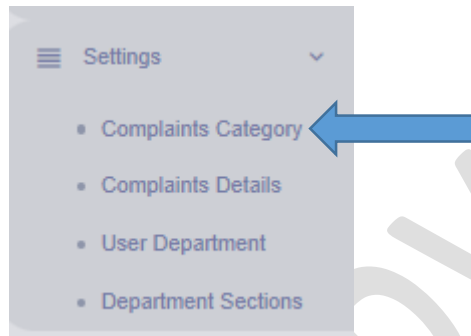 Settings
Complaints Category
Complaints Details
User Department
Department Sections